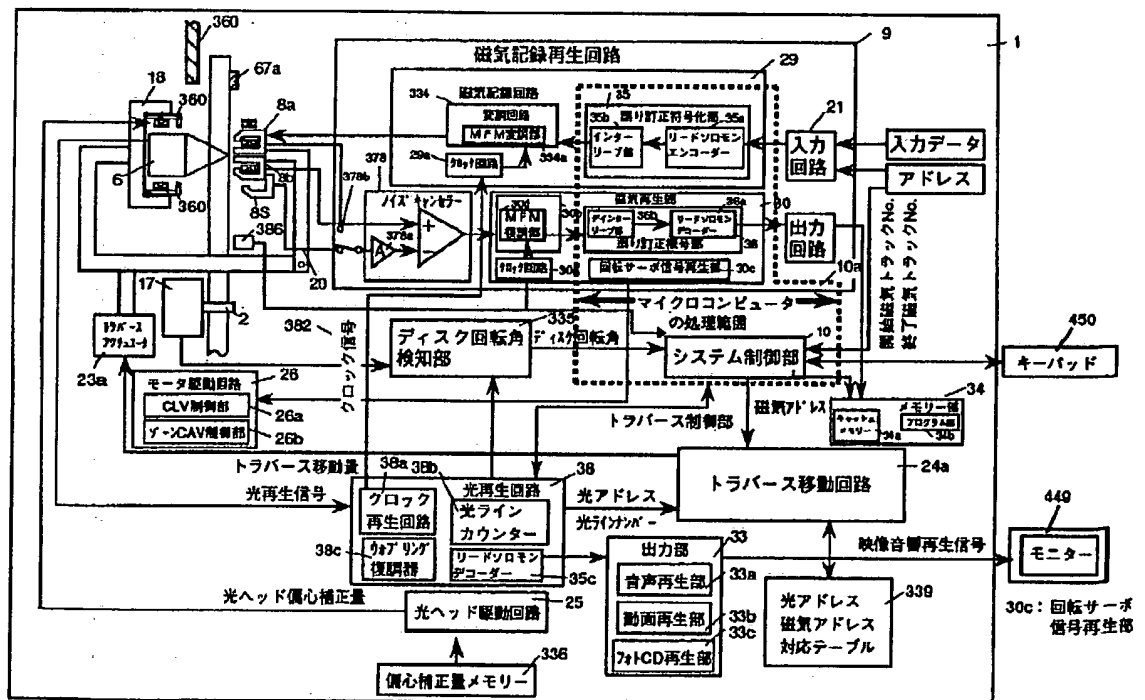 360
9
1
磁気記録再生回路
29
67a
18
360
8a
334
磁気記録回路
変調回路
MFM変調部
334a
35
35b
誤り訂正符号化部
35a
インター
リーブ部
リードソロモン
エンコーダー
21
入力
回路
入力データ
アドレス
29a
クロック回路
6
8b
378
378b
360
8S
386
ノイズキャンセラー
378a
+
−
A
30d
MFM
復調部
30b
磁気再生部
30
36b
36a
デインター
リーブ部
リードソロモン
デコーダー
36
誤り訂正復号部
出力
回路
クロック回路
回転サーボ信号再生部
30c
10a
開始磁気トラックNo.
終了磁気トラックNo.
20
17
2
382
クロック信号
マイクロコンピュータ
の処理範囲
335
ディスク回転角
検知部
ディスク回転角
10
システム制御部
450
キーパッド
トラバース
アクチュエータ
23a
モータ駆動回路
26
CLV制御部
26a
ゾーンCAV制御部
26b
トラバース制御部
磁気アドレス
34
メモリー部
キャッシュ
メモリー
34a
プログラム部
34b
24a
トラバース移動回路
トラバース移動量
光再生信号
38a
38b
38
光再生回路
クロック
再生回路
光ライン
カウンター
38c
ウォブリング
復調器
リードソロモン
デコーダー
35c
光アドレス
光ラインナンバー
出力部
33
音声再生部
33a
動画再生部
33b
33c
フォトCD再生部
映像音響再生信号
449
モニター
光アドレス
磁気アドレス
対応テーブル
339
30c:回転サーボ
信号再生部
光ヘッド偏心補正量
25
光ヘッド駆動回路
336
偏心補正量メモリー